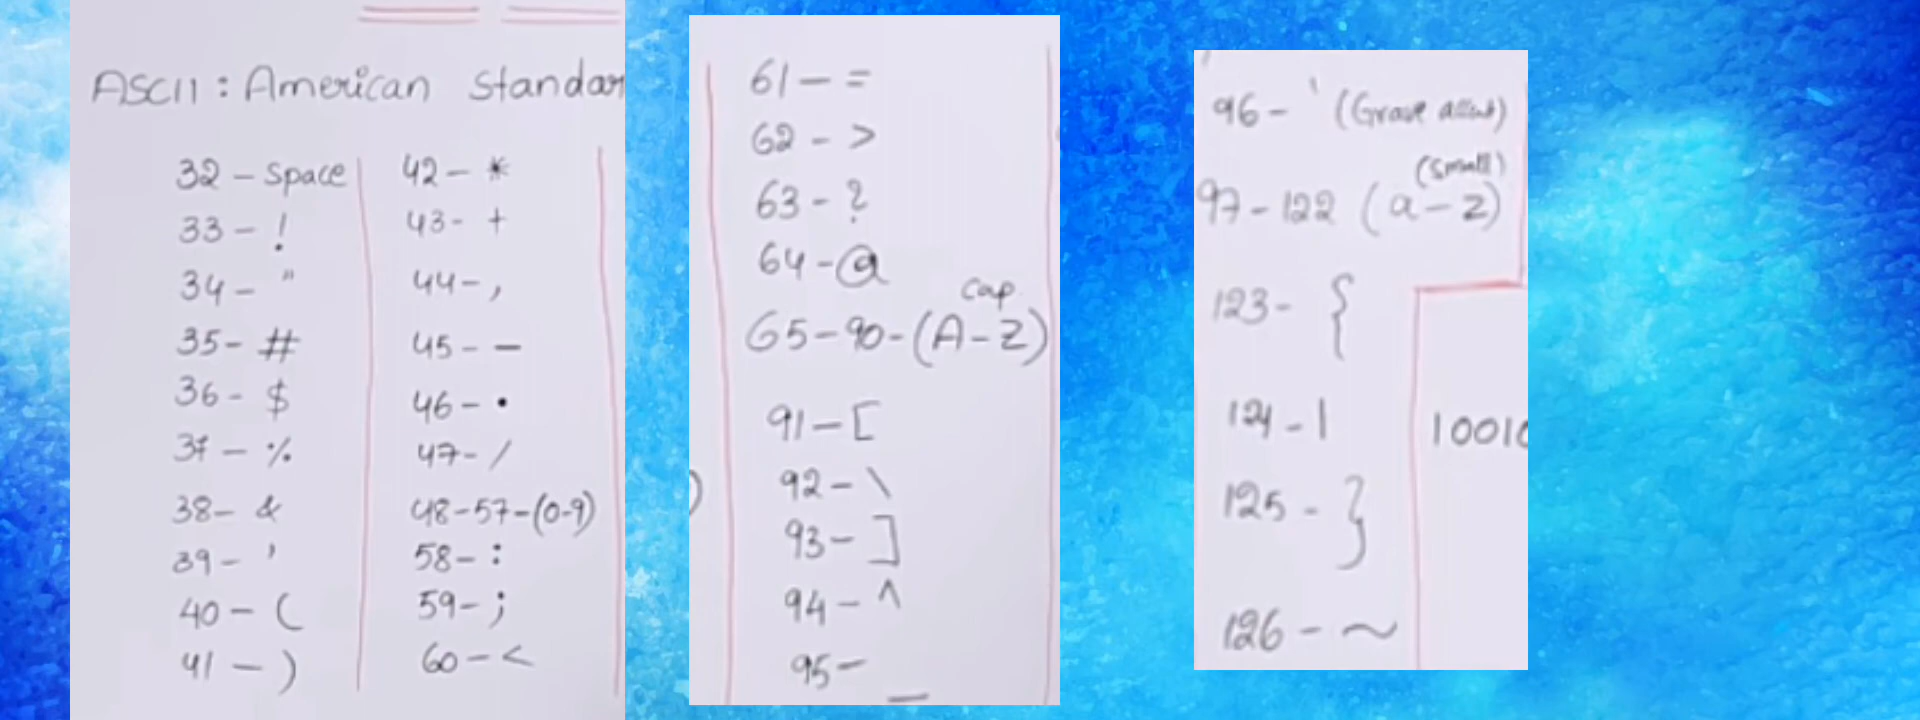 ASCII : American Standar
32 - Space
33 - !
34 - "
35 - #
36 - $
37 - %
38 - &
39 - '
40 - (
41 - )
42 - *
43 - +
44 - ,
45 - -
46 - .
47 - /
48-57-(0-9)
58 - :
59 - ;
60 - <
61 - =
62 - >
63 - ?
64 - @
Cap
65-90-(A-Z)
91 - [
92 - \
93 - ]
94 - ^
95 - _
96 - ` (Grave
(small)
97-122 (a-z)
123 - {
124 - |
125 - }
126 - ~
10010